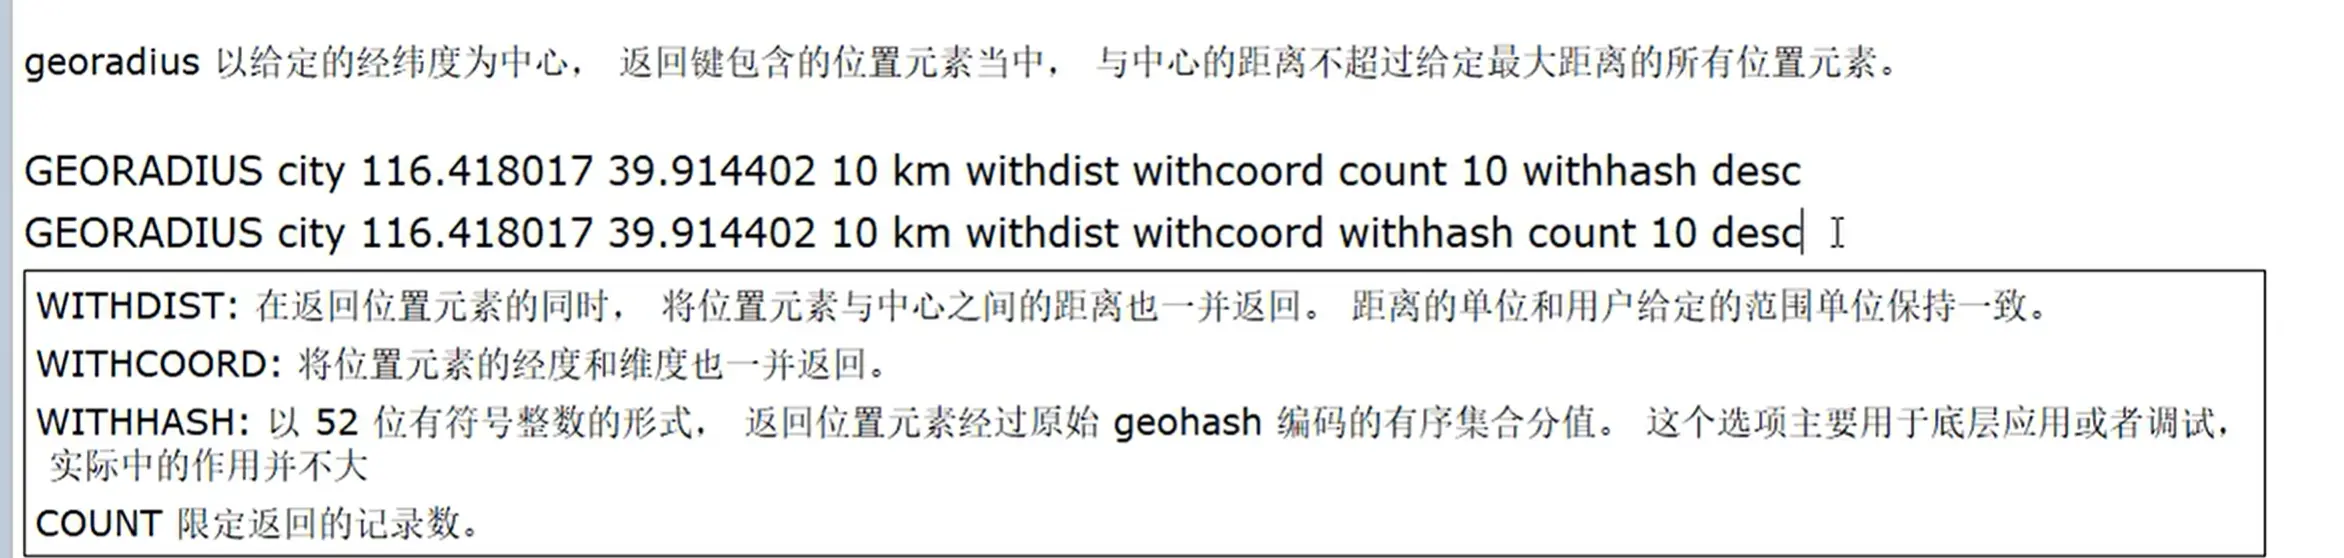 georadius 以给定的经纬度为中心， 返回键包含的位置元素当中， 与中心的距离不超过给定最大距离的所有位置元素。
GEORADIUS city 116.418017 39.914402 10 km withdist withcoord count 10 withhash desc
GEORADIUS city 116.418017 39.914402 10 km withdist withcoord withhash count 10 desc
WITHDIST: 在返回位置元素的同时， 将位置元素与中心之间的距离也一并返回。 距离的单位和用户给定的范围单位保持一致。
WITHCOORD: 将位置元素的经度和维度也一并返回。
WITHHASH: 以 52 位有符号整数的形式， 返回位置元素经过原始 geohash 编码的有序集合分值。 这个选项主要用于底层应用或者调试，
实际中的作用并不大
COUNT 限定返回的记录数。